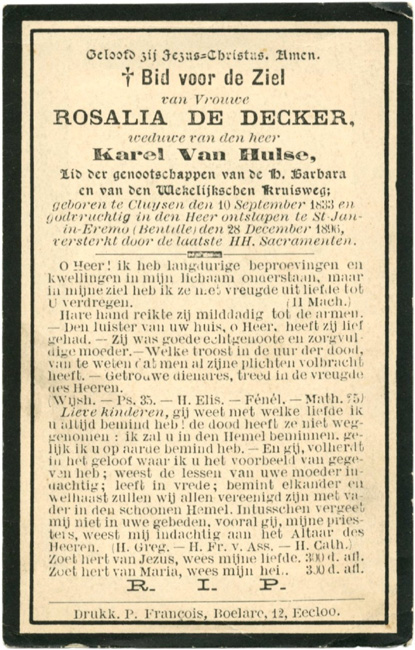 Geloofd zij Jezus-Christus. Amen.
† Bid voor de Ziel
van Vrouwe
ROSALIA DE DECKER,
weduwe van den heer
Karel Van Hulse,
Lid der genootschappen van de H. Barbara
en van den Wekelijkschen Kruisweg;
geboren te Cluysen den 10 September 1833 en
godvruchtig in den Heer ontslapen te St Jan-
in-Eremo (Bentille) den 28 December 1896,
versterkt door de laatste HH. Sacramenten.
O Heer! ik heb langdurige beproevingen en
kwellingen in mijn lichaam onderstaan, maar
in mijne ziel heb ik ze met vreugde uit liefde tot
U verdregen. (II Mach.)
Hare hand reikte zij milddadig tot de armen.
— Den luister van uw huis, o Heer, heeft zij lief
gehad. — Zij was goede echtgenoote en zorgvul-
dige moeder.—Welke troost in de uur der dood,
van te weten dat men al zijne plichten volbracht
heeft. — Getrouwe dienares, treed in de vreugde
des Heeren.
(Wijsh. — Ps. 35. — H. Elis. — Fénél. — Math. 25)
Lieve kinderen, gij weet met welke liefde ik
u altijd bemind heb! de dood heeft ze niet weg-
genomen : ik zal u in den Hemel beminnen, ge-
lijk ik u op aarde bemind heb. — En gij, volherdt
in het geloof waar ik u het voorbeeld van gege-
ven heb; weest de lessen van uwe moeder in-
dachtig; leeft in vrede; bemint elkander en
welhaast zullen wij allen vereenigd zijn met va-
der in den schoonen Hemel. Intusschen vergeet
mij niet in uwe gebeden, vooral gij, mijne pries-
ters, weest mij indachtig aan het Altaar des
Heeren. (H. Greg. — H. Fr. v. Ass. — H. Cath.)
Zoet hert van Jezus, wees mijne liefde. 300 d. afl.
Zoet hert van Maria, wees mijn hei.. 300 d. afl.
R. I. P.
Drukk. P. François, Boelare, 12, Eecloo.